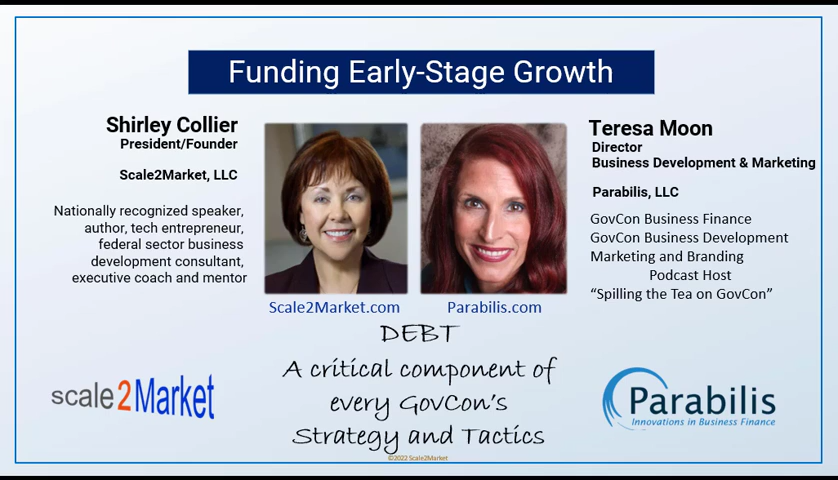 Funding Early-Stage Growth
Shirley Collier
President/Founder
Scale2Market, LLC
Nationally recognized speaker,
author, tech entrepreneur,
federal sector business
development consultant,
executive coach and mentor
Scale2Market.com
Parabilis.com
Teresa Moon
Director
Business Development & Marketing
Parabilis, LLC
GovCon Business Finance
GovCon Business Development
Marketing and Branding
Podcast Host
“Spilling the Tea on GovCon”
DEBT
A critical component of
every GovCon’s
Strategy and Tactics
scale2Market
Parabilis
Innovations in Business Finance
©2022 Scale2Market